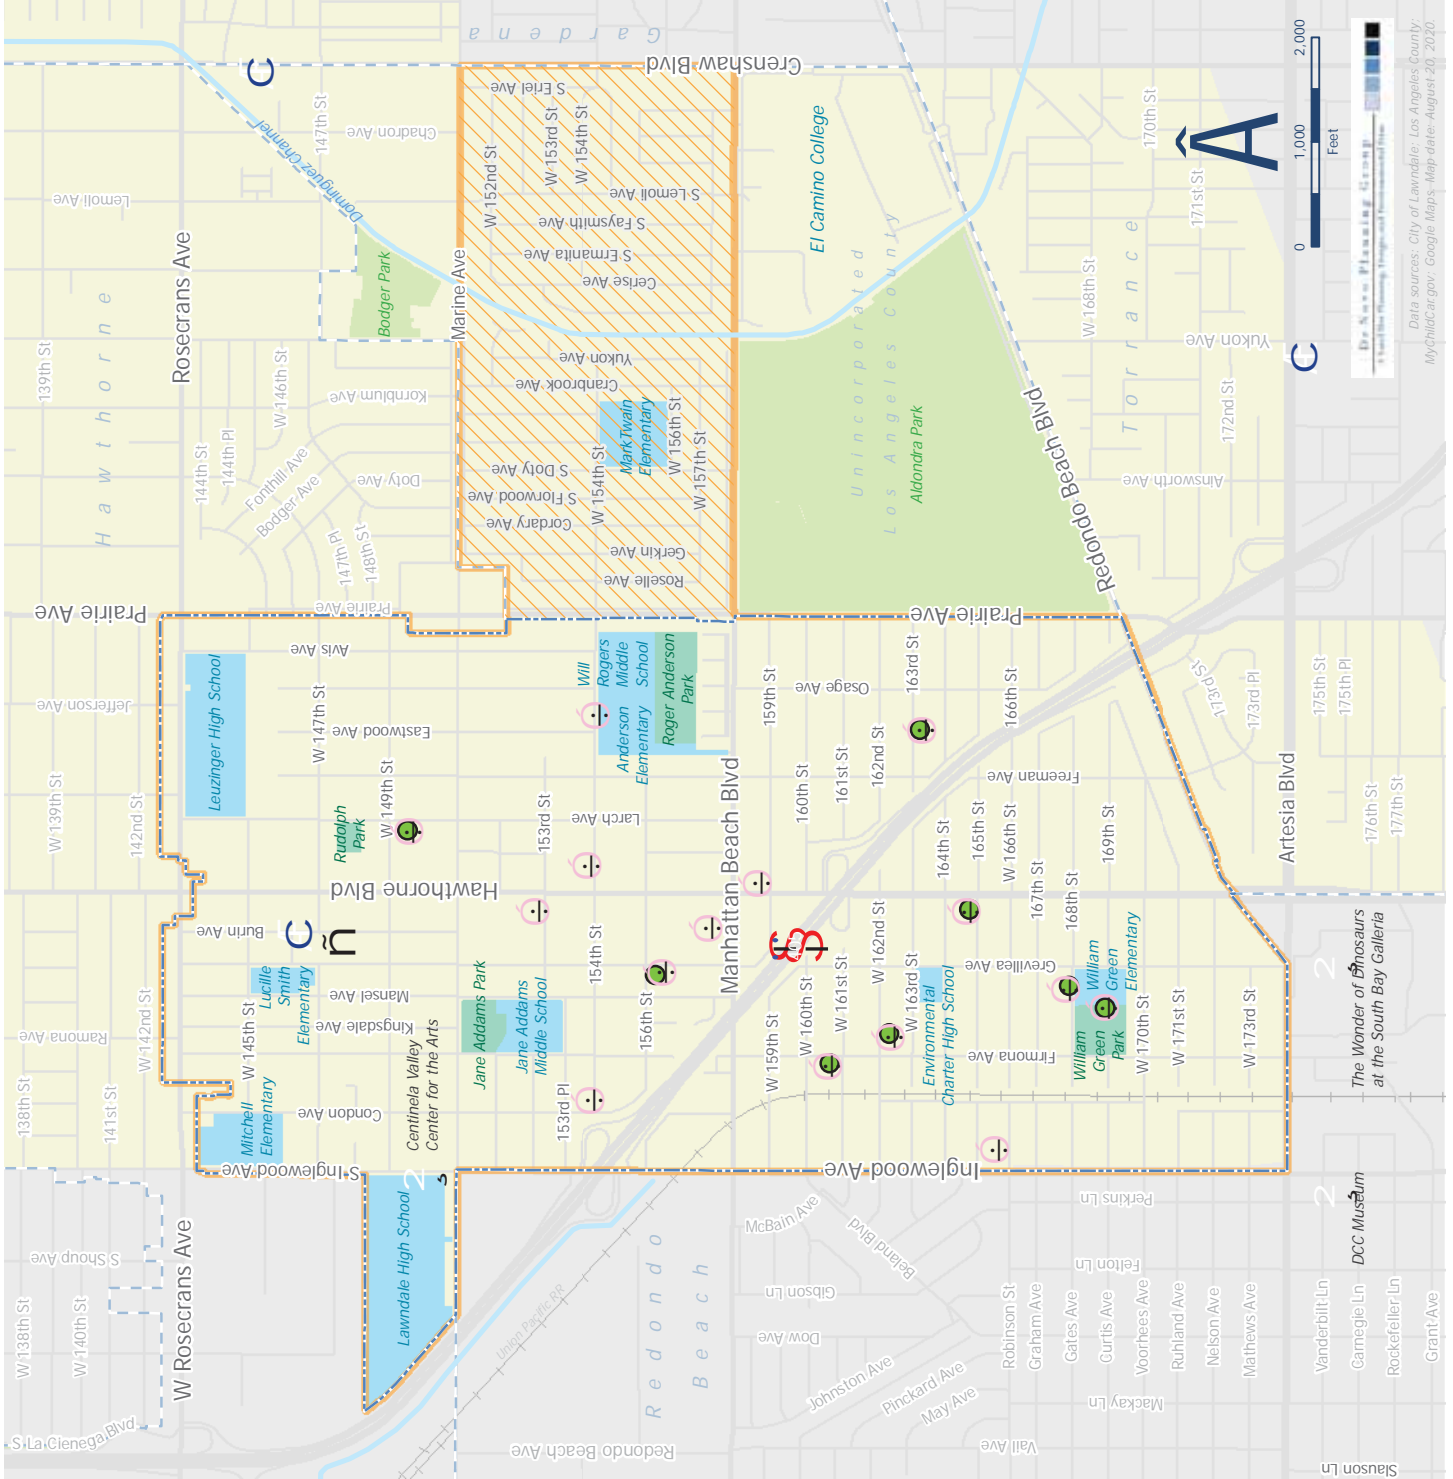 Gardena
Crenshaw Blvd
Rosecrans Ave
147th St
Chadron Ave
Dominguez Channel
Lemoli Ave
Hawthorne
139th St
Bodger Park
Marine Ave
S Eriel Ave
W 153rd St
W 154th St
W 152nd St
S Lemoli Ave
S Faysmith Ave
S Ermanita Ave
Cerise Ave
El Camino College
Unincorporated
Los Angeles County
Aldondra Park
Yukon Ave
Cranbrook Ave
Mark Twain
Elementary
W 156th St
W 157th St
S Doty Ave
W 154th St
S Florwood Ave
Cordary Ave
Gerkin Ave
Roselle Ave
W 146th St
Kornblum Ave
144th St
144th Pl
Fonthill Ave
Bodger Ave
Doty Ave
147th Pl
148th St
Prairie Ave
Prairie Ave
Prairie Ave
Redondo Beach Blvd
Torrance
170th St
171st St
W 168th St
Yukon Ave
172nd St
Ainsworth Ave
0
1,000
2,000
Feet
De Novo Planning Group
Data sources: City of Lawndale; Los Angeles County;
MyChildCar.gov; Google Maps. Map date: August 20, 2020.
Jefferson Ave
W 139th St
142nd St
Leuzinger High School
Avis Ave
W 147th St
Eastwood Ave
W 149th St
Rudolph
Park
Will
Rogers
Middle
School
Anderson
Elementary
Roger Anderson
Park
153rd St
Larch Ave
Hawthorne Blvd
Manhattan Beach Blvd
159th St
Osage Ave
163rd St
166th St
160th St
161st St
162nd St
Freeman Ave
164th St
165th St
W 166th St
167th St
168th St
169th St
173rd St
173rd Pl
175th St
175th Pl
Artesia Blvd
176th St
177th St
Burin Ave
Lucille
Smith
Elementary
Mansel Ave
Kingsdale Ave
W 145th St
W 142nd St
Ramona Ave
138th St
141st St
Mitchell
Elementary
Condon Ave
Centinela Valley
Center for the Arts
Jane Addams Park
Jane Addams
Middle School
154th St
156th St
153rd Pl
W 159th St
W 160th St
W 161st St
W 162nd St
W 163rd St
Grevillea Ave
Environmental
Charter High School
Firmona Ave
William
Green
Elementary
William
Green
Park
W 170th St
W 171st St
W 173rd St
The Wonder of Dinosaurs
at the South Bay Galleria
S Inglewood Ave
Inglewood Ave
Lawndale High School
W Rosecrans Ave
S Shoup Ave
W 138th St
W 140th St
S La Cienega Blvd
Union Pacific RR
Redondo
Beach
Redondo Beach Ave
McBain Ave
Beland Blvd
Gibson Ln
Dow Ave
Johnston Ave
Pinckard Ave
May Ave
Vail Ave
Perkins Ln
Felton Ln
Robinson St
Graham Ave
Gates Ave
Curtis Ave
Voorhees Ave
Ruhland Ave
Nelson Ave
Mathews Ave
Mackay Ln
DCC Museum
Vanderbilt Ln
Carnegie Ln
Rockefeller Ln
Grant Ave
Slauson Ln